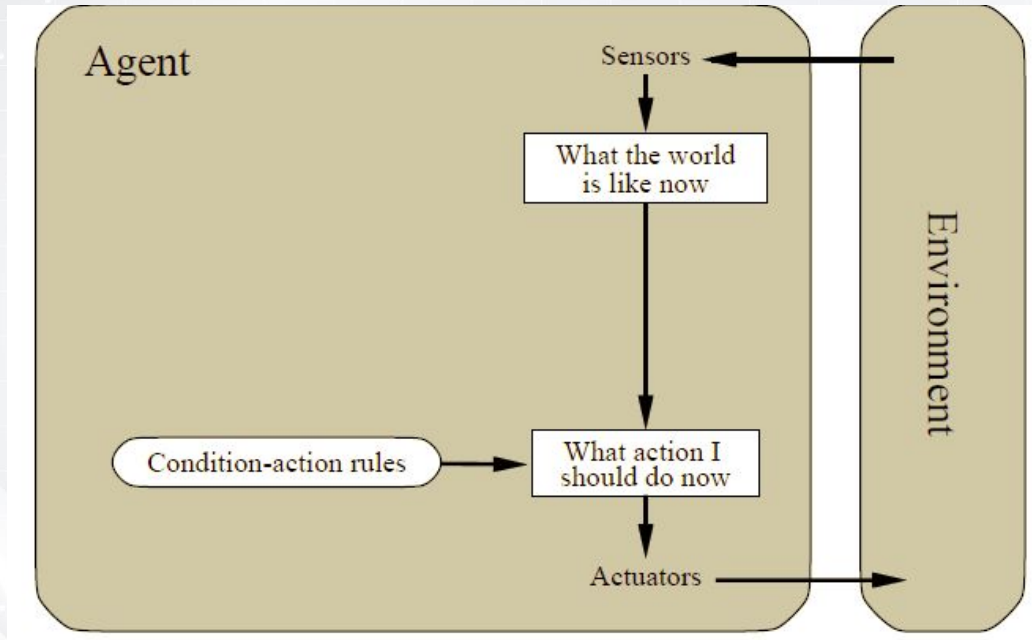 Agent
Sensors
What the world
is like now
Environment
Condition-action rules
What action I
should do now
Actuators